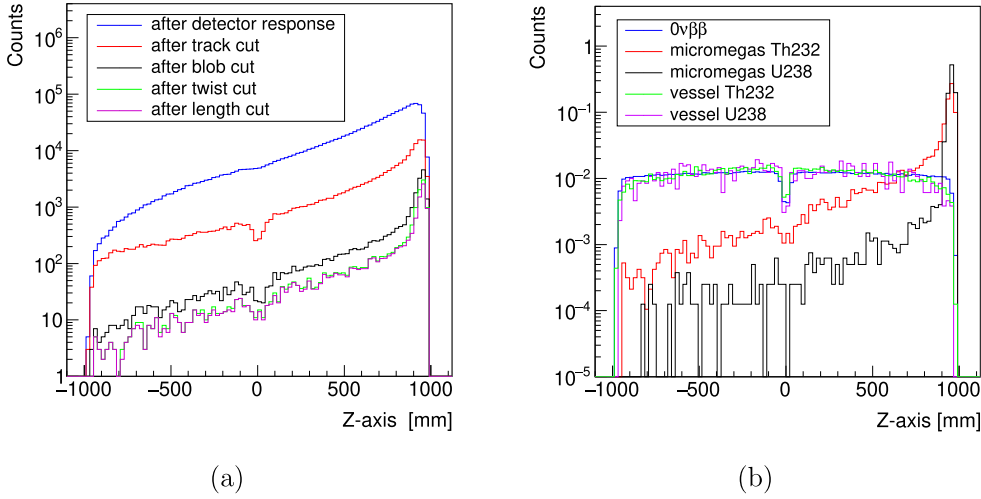 Counts
10^6
10^5
10^4
10^3
10^2
10
1
after detector response
after track cut
after blob cut
after twist cut
after length cut
−1000 −500 0 500 1000
Z-axis [mm]
(a)
Counts
1
10^−1
10^−2
10^−3
10^−4
10^−5
0νββ
micromegas Th232
micromegas U238
vessel Th232
vessel U238
−1000 −500 0 500 1000
Z-axis [mm]
(b)